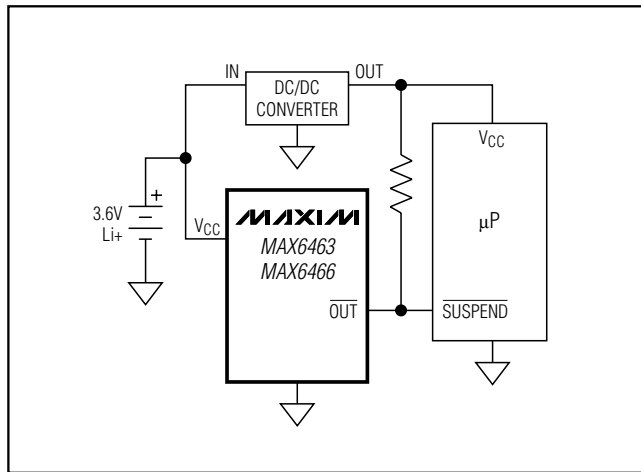 IN
DC/DC
CONVERTER
OUT
VCC
μP
+
3.6V
Li+
VCC
MAXIM
MAX6463
MAX6466
OUT
SUSPEND